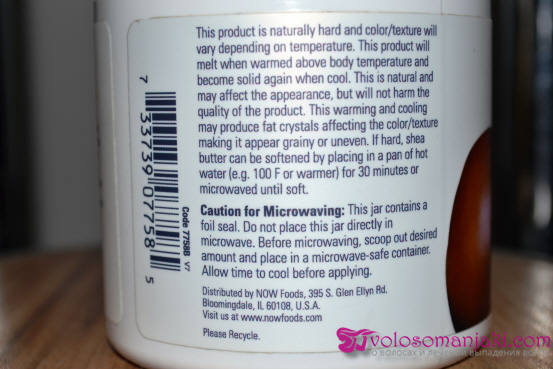 This product is naturally hard and color/texture will
vary depending on temperature. This product will
melt when warmed above body temperature and
become solid again when cool. This is natural and
may affect the appearance, but will not harm the
quality of the product. This warming and cooling
may produce fat crystals affecting the color/texture
making it appear grainy or uneven. If hard, shea
butter can be softened by placing in a pan of hot
water (e.g. 100 F or warmer) for 30 minutes or
microwaved until soft.
Caution for Microwaving: This jar contains a
foil seal. Do not place this jar directly in
microwave. Before microwaving, scoop out desired
amount and place in a microwave-safe container.
Allow time to cool before applying.
Distributed by NOW Foods, 395 S. Glen Ellyn Rd.
Bloomingdale, IL 60108, U.S.A.
Visit us at www.nowfoods.com
Please Recycle.
7 33739 07758 5
Code 7758B V7
volosomanjaki.com
о волосах и лечении выпадения волос